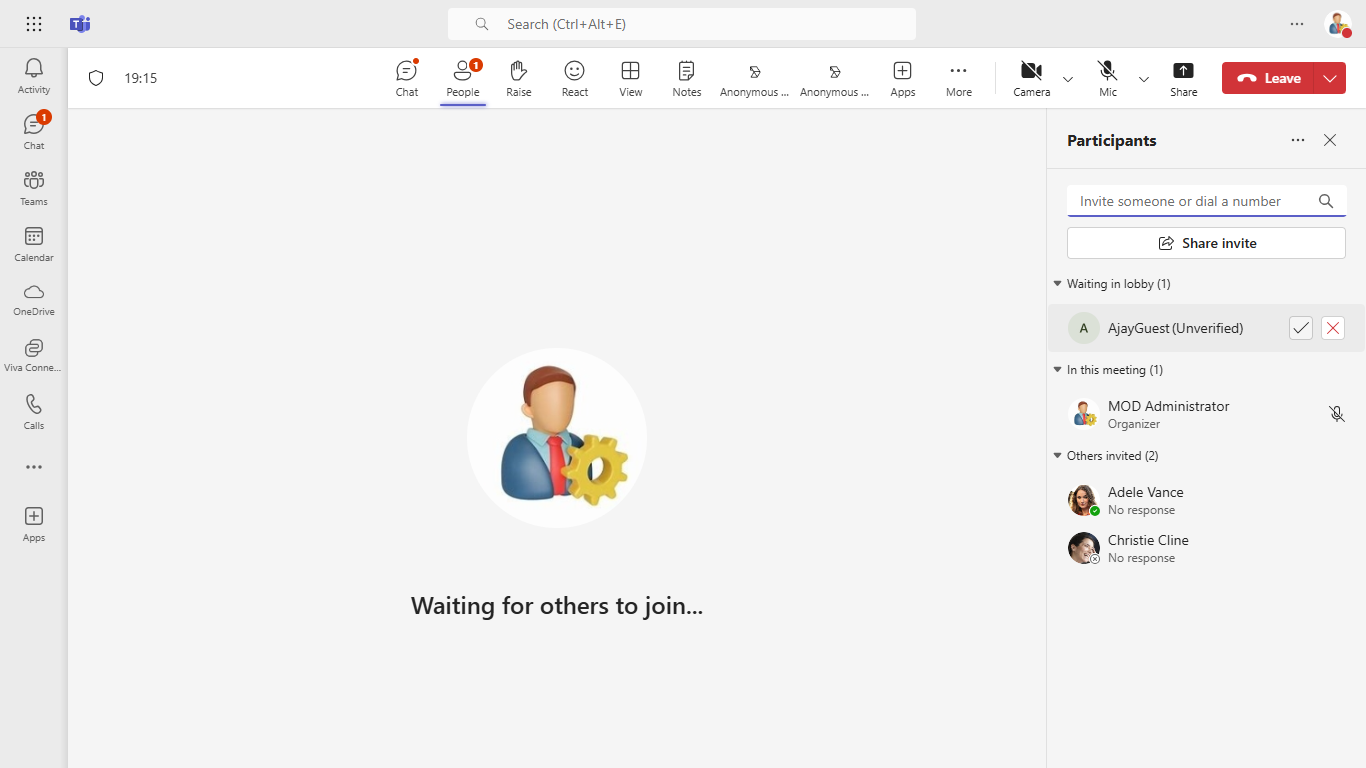 Search (Ctrl+Alt+E)
Activity
1
Chat
Teams
Calendar
OneDrive
Viva Conne...
Calls
Apps
19:15
Chat
1
People
Raise
React
View
Notes
Anonymous ...
Anonymous ...
Apps
More
Camera
Mic
Share
Leave
Waiting for others to join...
Participants
Invite someone or dial a number
Share invite
Waiting in lobby (1)
A
AjayGuest (Unverified)
In this meeting (1)
MOD Administrator
Organizer
Others invited (2)
Adele Vance
No response
Christie Cline
No response